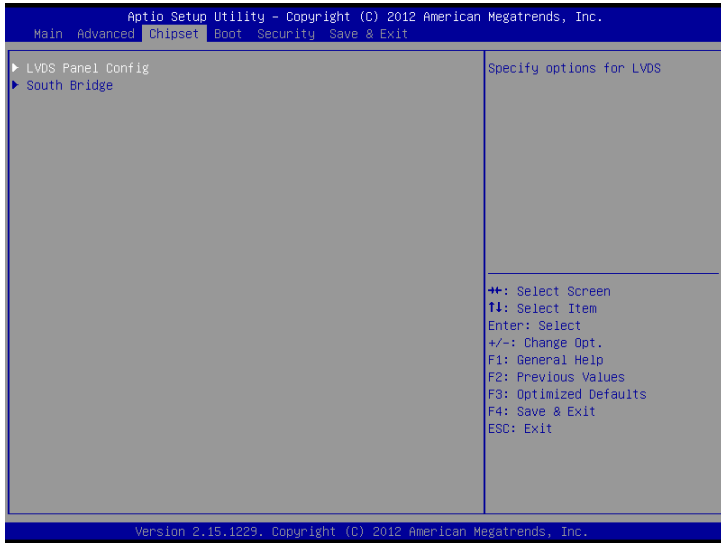 Aptio Setup Utility – Copyright (C) 2012 American Megatrends, Inc.
Main Advanced Chipset Boot Security Save & Exit
▶ LVDS Panel Config
▶ South Bridge
Specify options for LVDS
→←: Select Screen
↑↓: Select Item
Enter: Select
+/-: Change Opt.
F1: General Help
F2: Previous Values
F3: Optimized Defaults
F4: Save & Exit
ESC: Exit
Version 2.15.1229. Copyright (C) 2012 American Megatrends, Inc.